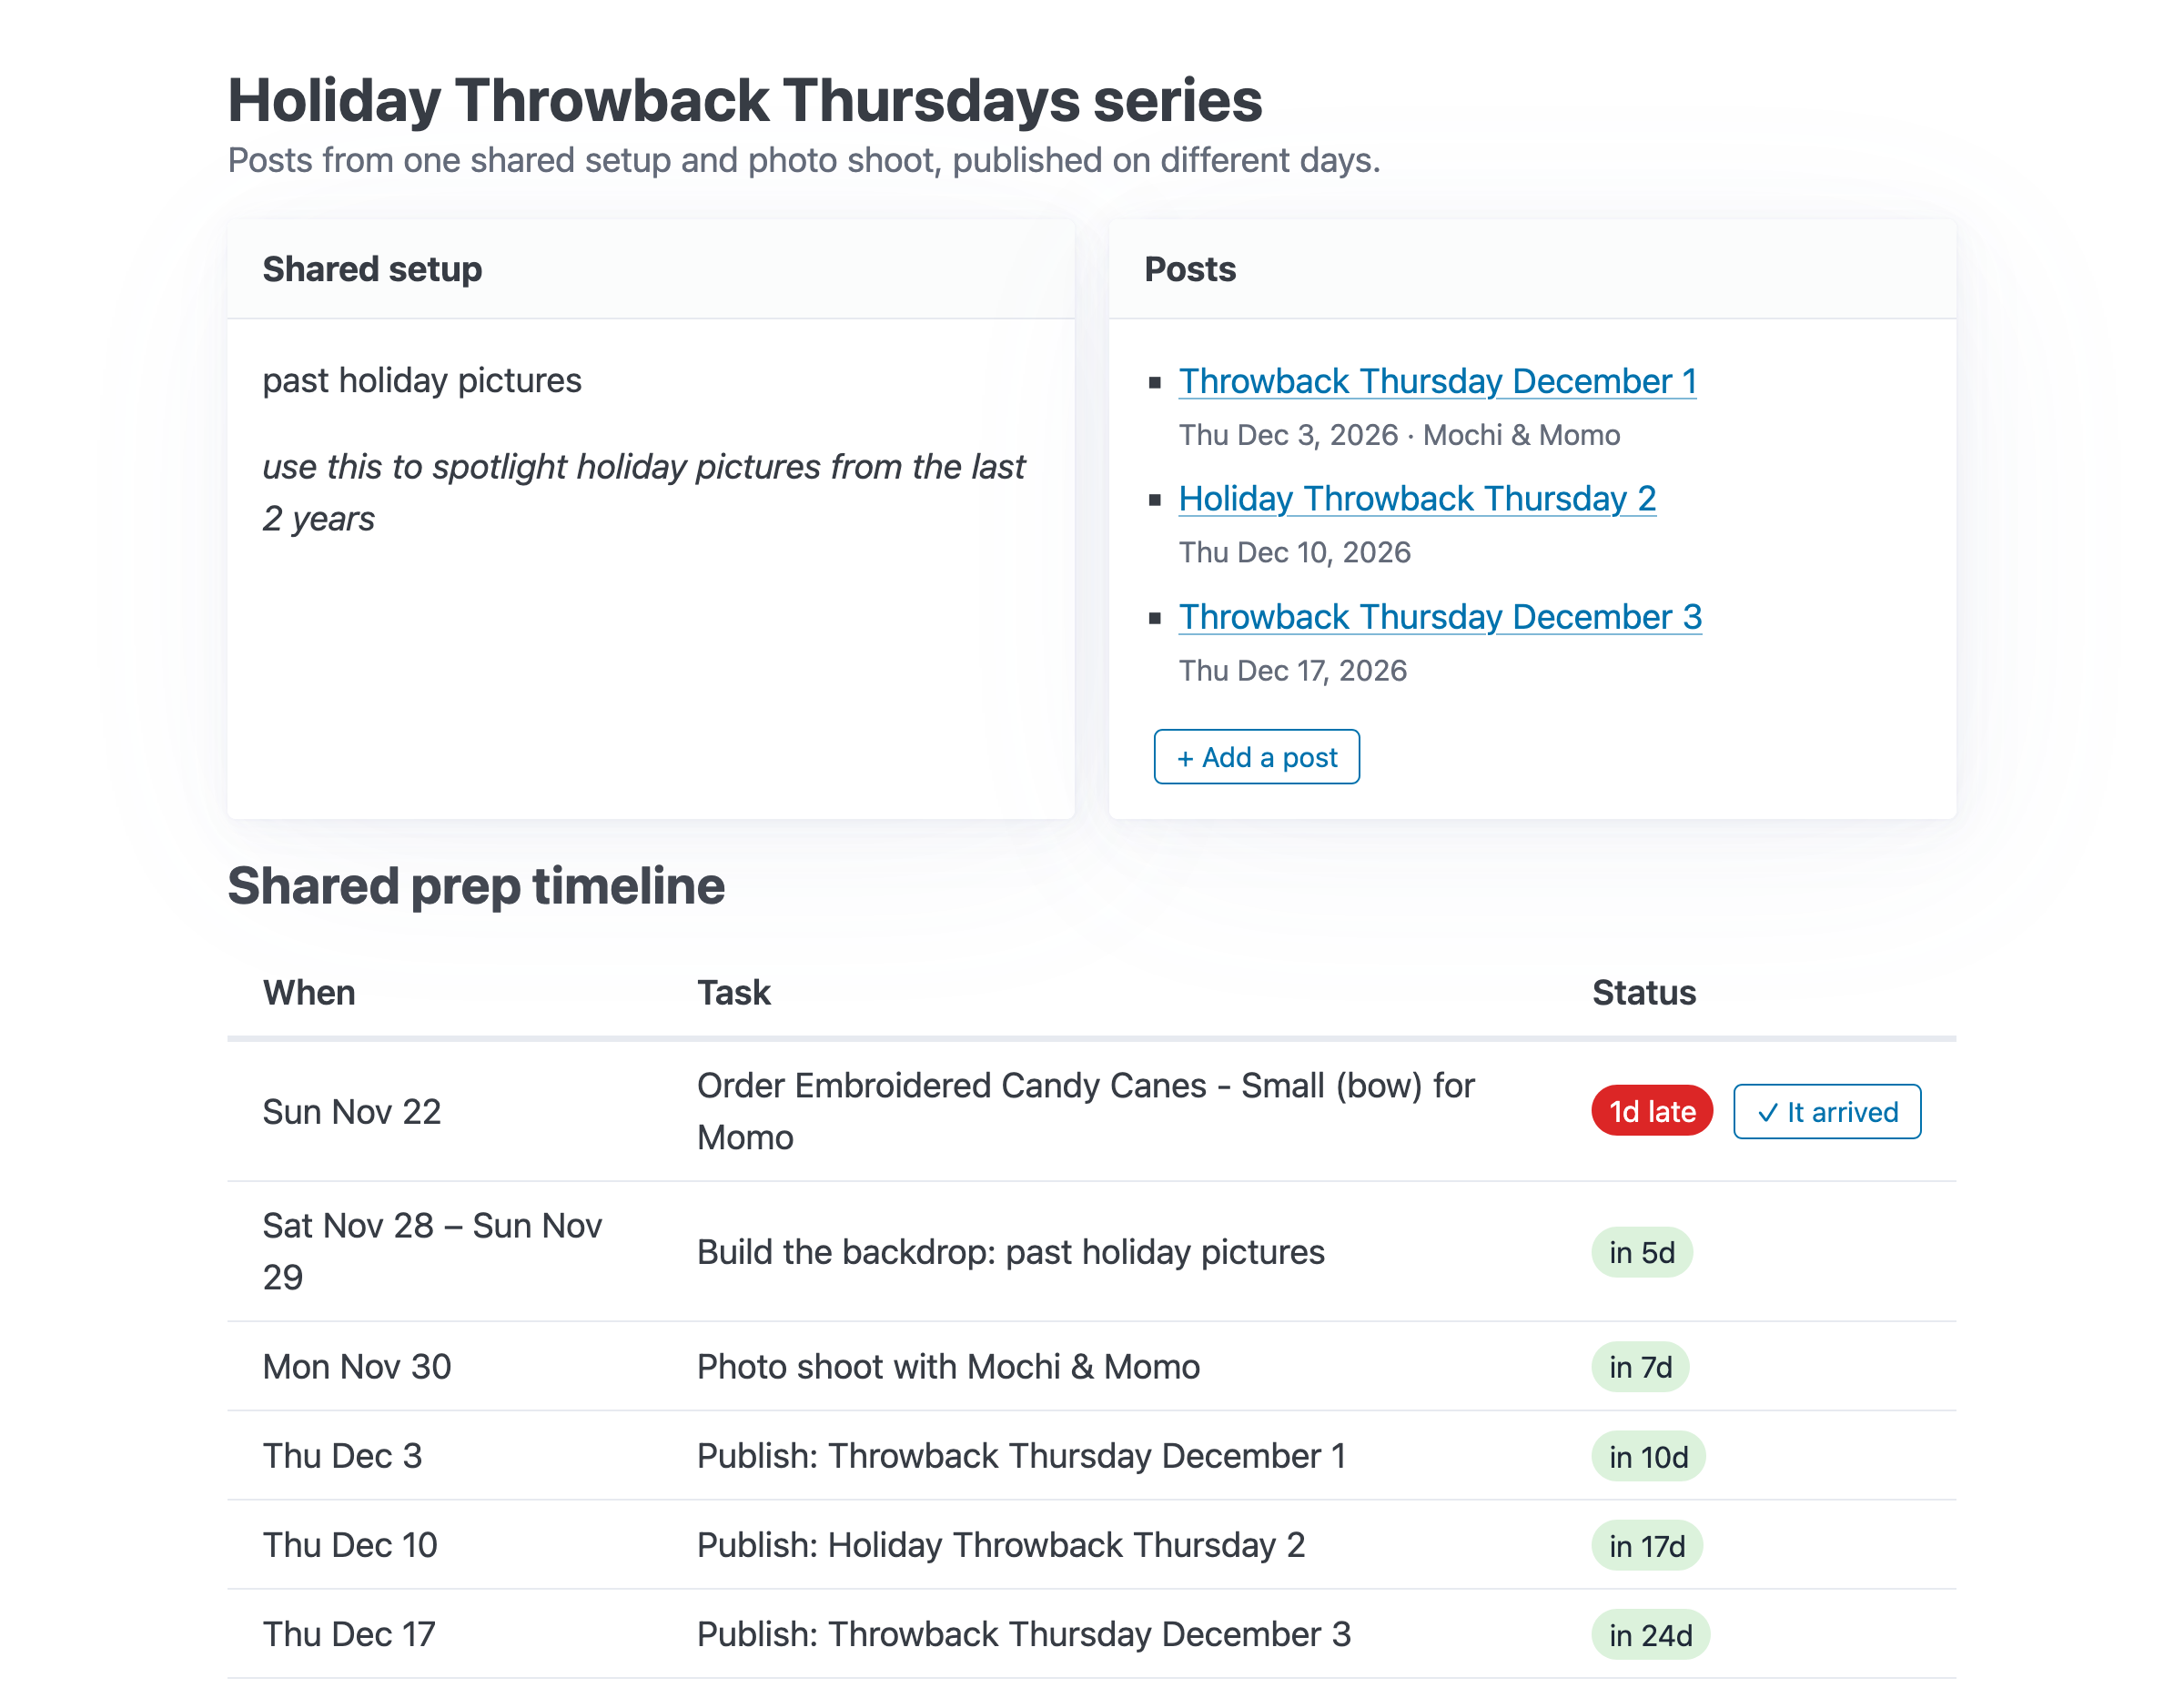 Holiday Throwback Thursdays series
Posts from one shared setup and photo shoot, published on different days.
Shared setup
past holiday pictures
use this to spotlight holiday pictures from the last
2 years
Posts
Throwback Thursday December 1
Thu Dec 3, 2026 · Mochi & Momo
Holiday Throwback Thursday 2
Thu Dec 10, 2026
Throwback Thursday December 3
Thu Dec 17, 2026
+ Add a post
Shared prep timeline
When Task Status
Sun Nov 22
Order Embroidered Candy Canes - Small (bow) for
Momo
1d late
✓ It arrived
Sat Nov 28 – Sun Nov
29
Build the backdrop: past holiday pictures
in 5d
Mon Nov 30
Photo shoot with Mochi & Momo
in 7d
Thu Dec 3
Publish: Throwback Thursday December 1
in 10d
Thu Dec 10
Publish: Holiday Throwback Thursday 2
in 17d
Thu Dec 17
Publish: Throwback Thursday December 3
in 24d